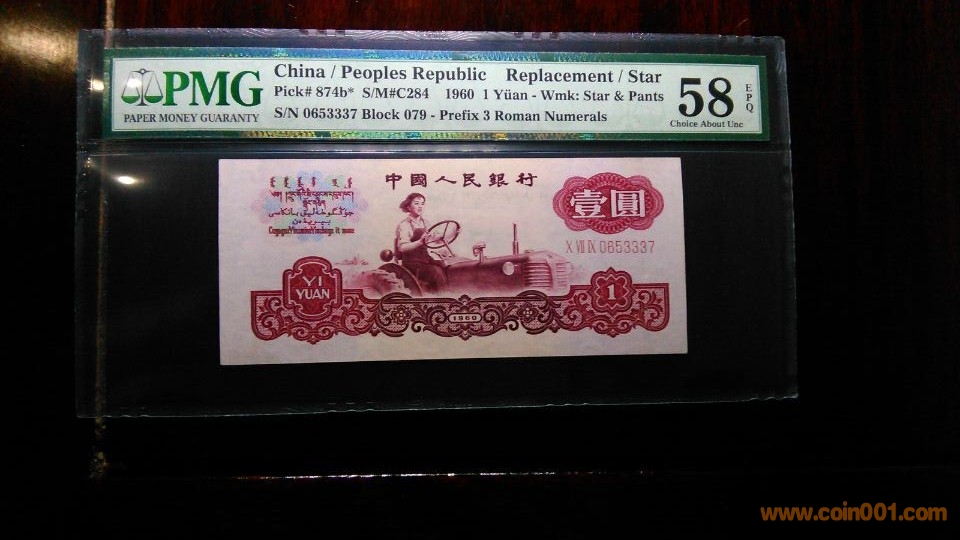 PMG
PAPER MONEY GUARANTY
China / Peoples Republic Replacement / Star
Pick# 874b* S/M#C284 1960 1 Yüan - Wmk: Star & Pants
S/N 0653337 Block 079 - Prefix 3 Roman Numerals
58
EPQ
Choice About Unc
中國人民銀行
壹圓
X VII IX 0653337
YI
YUAN
1
1960
www.coin001.com